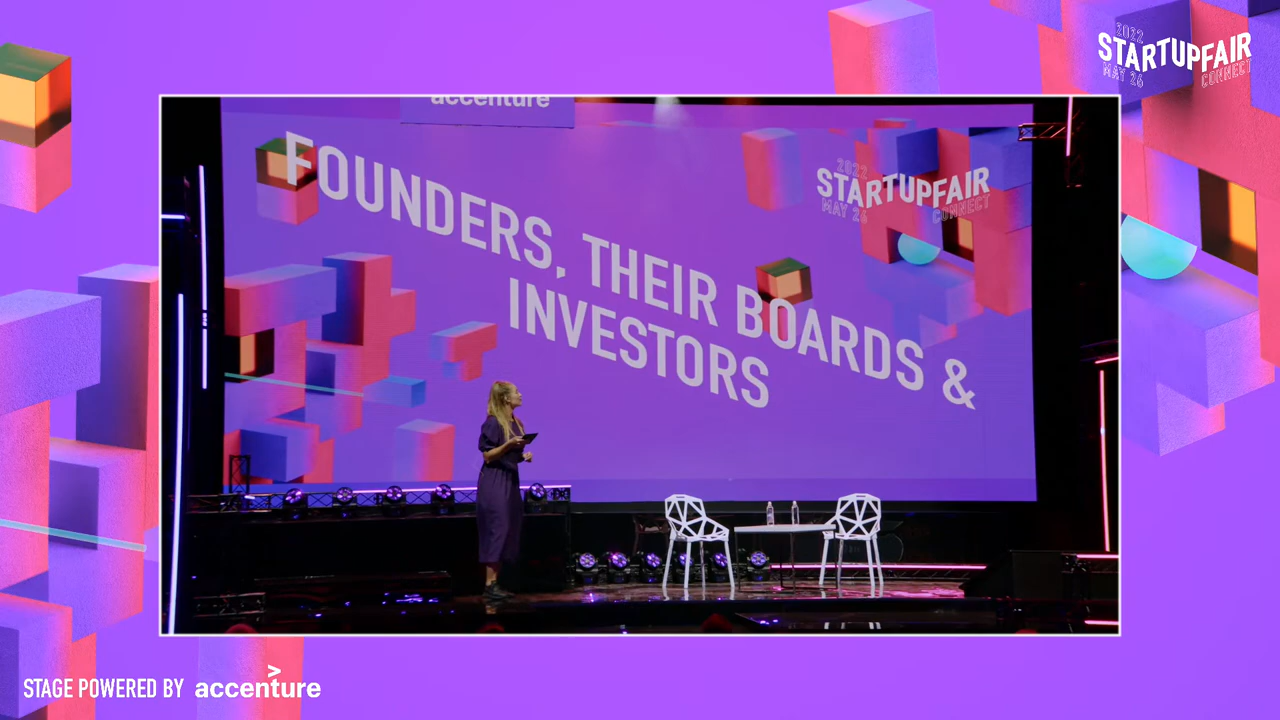 2022
STARTUPFAIR
MAY 26 CONNECT
accenture
FOUNDERS, THEIR BOARDS &
INVESTORS
2022
STARTUPFAIR
MAY 26 CONNECT
STAGE POWERED BY accenture